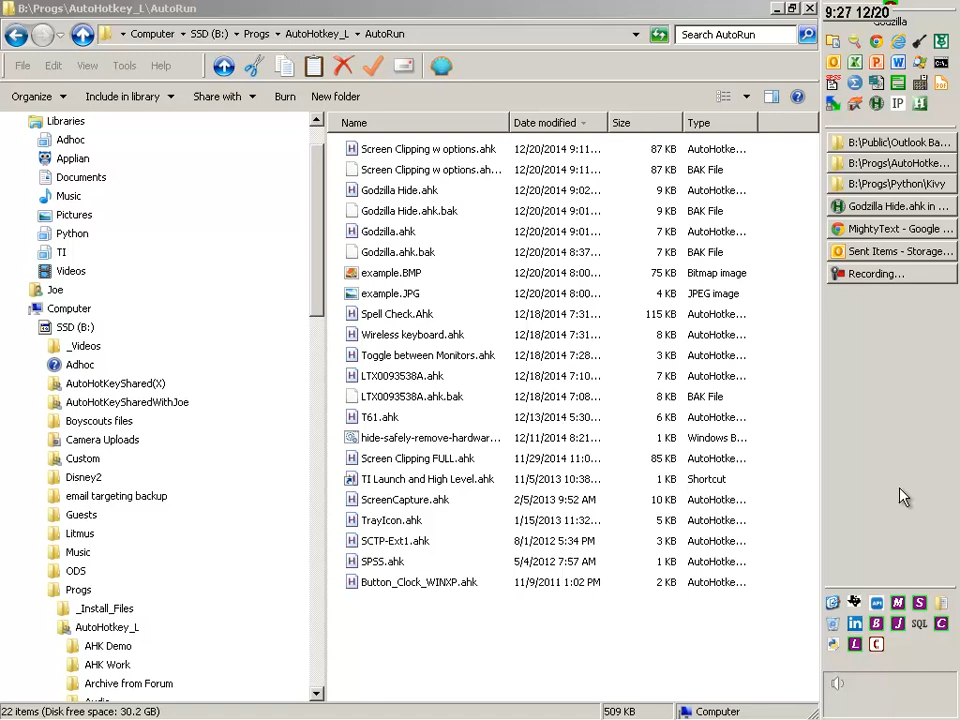 B:\Progs\AutoHotkey_L\AutoRun
9:27 12/20
Godzilla
Computer SSD (B:) Progs AutoHotkey_L AutoRun
Search AutoRun
File Edit View Tools Help
Organize Include in library Share with Burn New folder
Name Date modified Size Type
Libraries
Adhoc
Applian
Documents
Music
Pictures
Python
TI
Videos
Joe
Computer
SSD (B:)
_Videos
Adhoc
AutoHotKeyShared(X)
AutoHotKeySharedWithJoe
Boyscouts files
Camera Uploads
Custom
Disney2
email targeting backup
Guests
Litmus
Music
ODS
Progs
_Install_Files
AutoHotkey_L
AHK Demo
AHK Work
Archive from Forum
Audio
Screen Clipping w options.ahk 12/20/2014 9:11... 87 KB AutoHotke...
Screen Clipping w options.ah... 12/20/2014 9:11... 87 KB BAK File
Godzilla Hide.ahk 12/20/2014 9:02... 9 KB AutoHotke...
Godzilla Hide.ahk.bak 12/20/2014 9:01... 9 KB BAK File
Godzilla.ahk 12/20/2014 9:01... 7 KB AutoHotke...
Godzilla.ahk.bak 12/20/2014 8:37... 7 KB BAK File
example.BMP 12/20/2014 8:00... 75 KB Bitmap image
example.JPG 12/20/2014 8:00... 4 KB JPEG image
Spell Check.Ahk 12/18/2014 7:31... 115 KB AutoHotke...
Wireless keyboard.ahk 12/18/2014 7:31... 8 KB AutoHotke...
Toggle between Monitors.ahk 12/18/2014 7:28... 3 KB AutoHotke...
LTX0093538A.ahk 12/18/2014 7:10... 7 KB AutoHotke...
LTX0093538A.ahk.bak 12/18/2014 7:08... 8 KB BAK File
T61.ahk 12/13/2014 5:30... 6 KB AutoHotke...
hide-safely-remove-hardwar... 12/11/2014 8:21... 1 KB Windows B...
Screen Clipping FULL.ahk 11/29/2014 11:0... 85 KB AutoHotke...
TI Launch and High Level.ahk 11/5/2013 10:38... 1 KB Shortcut
ScreenCapture.ahk 2/5/2013 9:52 AM 10 KB AutoHotke...
TrayIcon.ahk 1/15/2013 11:32... 5 KB AutoHotke...
SCTP-Ext1.ahk 8/1/2012 5:34 PM 3 KB AutoHotke...
SPSS.ahk 5/4/2012 7:57 AM 1 KB AutoHotke...
Button_Clock_WINXP.ahk 11/9/2011 1:02 PM 2 KB AutoHotke...
IP
B:\Public\Outlook Ba...
B:\Progs\AutoHotke...
B:\Progs\Python\Kivy
Godzilla Hide.ahk in ...
MightyText - Google ...
Sent Items - Storage...
Recording...
API M S
in B J SQL C
L C
22 items (Disk free space: 30.2 GB) 509 KB Computer